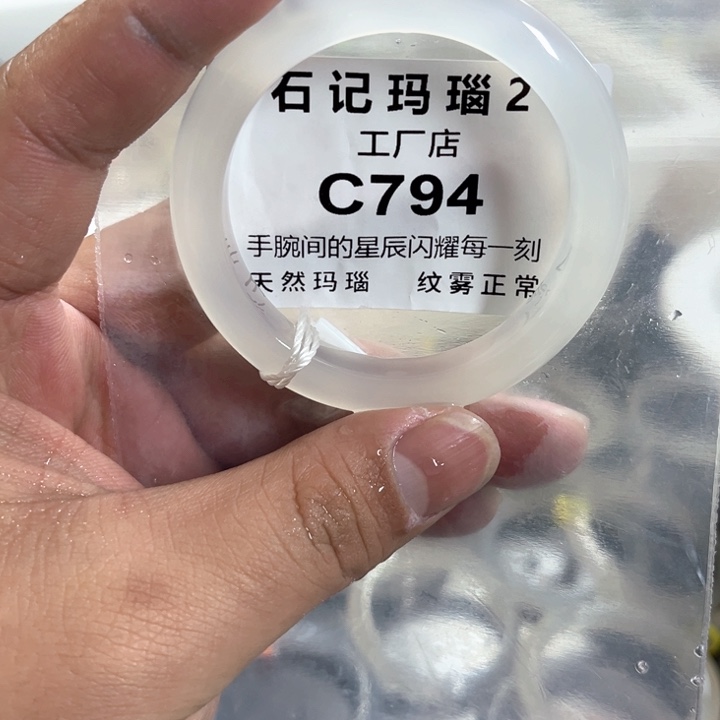 石记玛瑙2
工厂店
C794
手腕间的星辰闪耀每一刻
天然玛瑙 纹雾正常